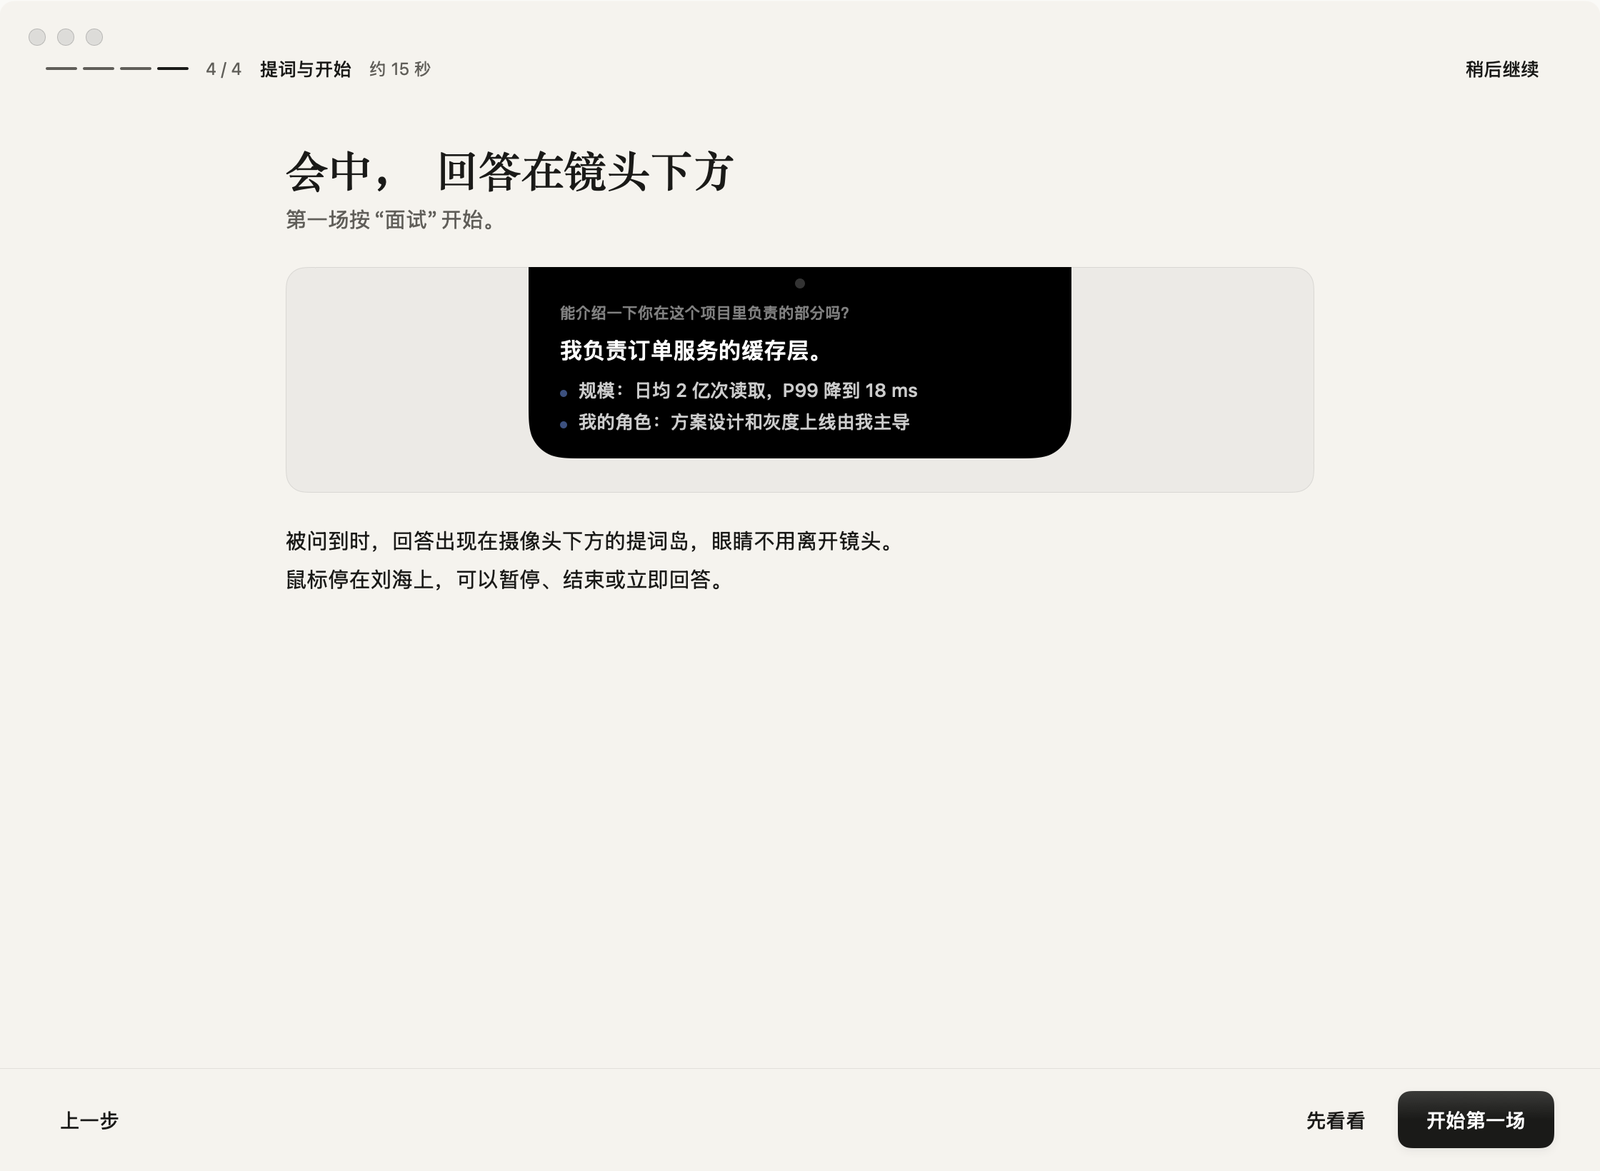 4 / 4 提词与开始 约 15 秒
稍后继续
会中， 回答在镜头下方
第一场按“面试”开始。
能介绍一下你在这个项目里负责的部分吗？
我负责订单服务的缓存层。
• 规模：日均 2 亿次读取，P99 降到 18 ms
• 我的角色：方案设计和灰度上线由我主导
被问到时，回答出现在摄像头下方的提词岛，眼睛不用离开镜头。
鼠标停在刘海上，可以暂停、结束或立即回答。
上一步
先看看
开始第一场